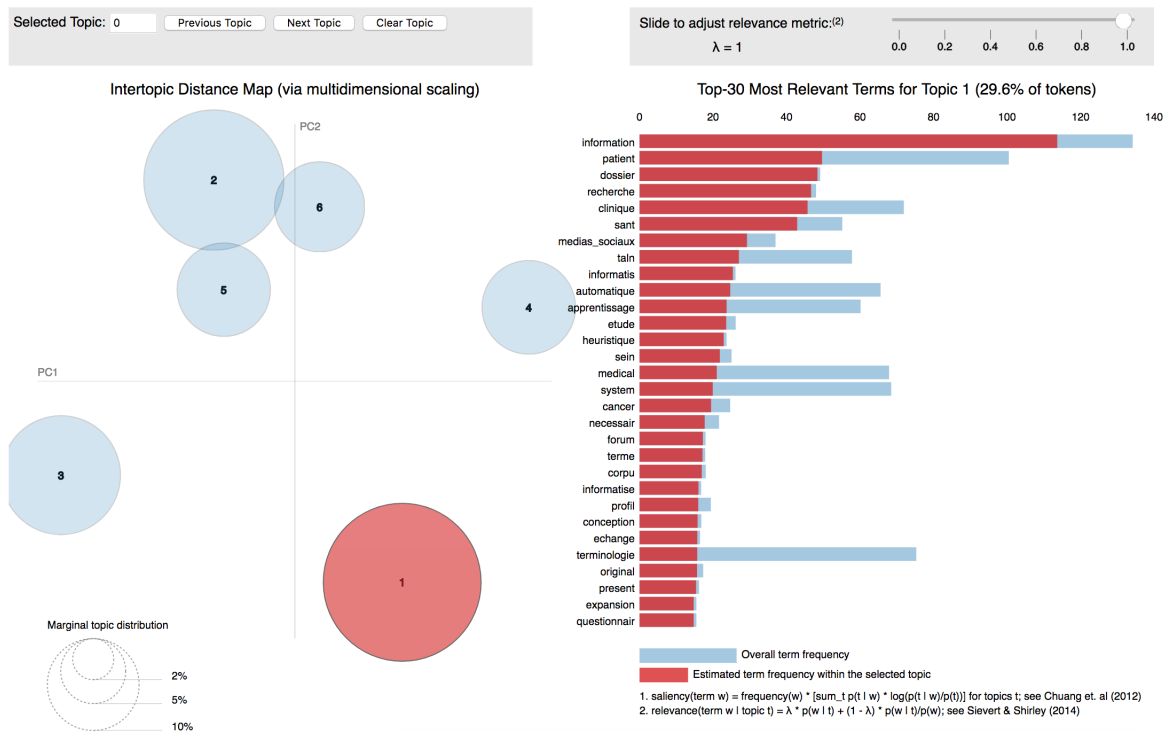 Selected Topic: 0 Previous Topic Next Topic Clear Topic
Slide to adjust relevance metric:(2)
λ = 1
0.0 0.2 0.4 0.6 0.8 1.0
Intertopic Distance Map (via multidimensional scaling)
PC2
PC1
2
6
5
4
3
1
Marginal topic distribution
2%
5%
10%
Top-30 Most Relevant Terms for Topic 1 (29.6% of tokens)
0 20 40 60 80 100 120 140
information
patient
dossier
recherche
clinique
sant
medias_sociaux
taln
informatis
automatique
apprentissage
etude
heuristique
sein
medical
system
cancer
necessair
forum
terme
corpu
informatise
profil
conception
echange
terminologie
original
present
expansion
questionnair
Overall term frequency
Estimated term frequency within the selected topic
1. saliency(term w) = frequency(w) * [sum_t p(t | w) * log(p(t | w)/p(t))] for topics t; see Chuang et. al (2012)
2. relevance(term w | topic t) = λ * p(w | t) + (1 - λ) * p(w | t)/p(w); see Sievert & Shirley (2014)